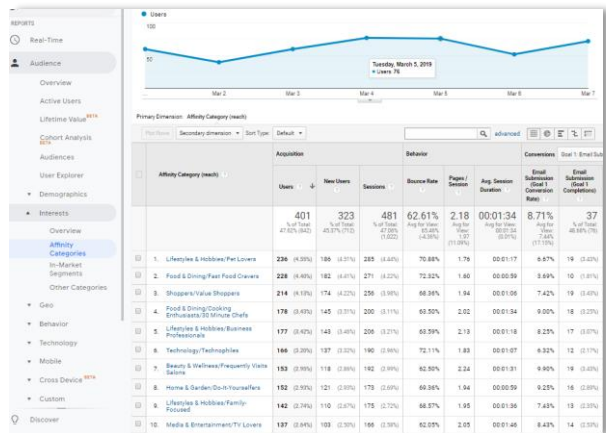 REPORTS
Real-Time
Audience
Overview
Active Users
Lifetime Value BETA
Cohort Analysis
BETA
Audiences
User Explorer
Demographics
Interests
Overview
Affinity
Categories
In-Market
Segments
Other Categories
Geo
Behavior
Technology
Mobile
Cross Device BETA
Custom
Discover
Users
100
50
Tuesday, March 5, 2019
Users 76
... Mar 2 Mar 3 Mar 4 Mar 5 Mar 6 Mar 7
Primary Dimension: Affinity Category (reach)
Plot Rows Secondary dimension Sort Type: Default advanced
Acquisition Behavior Conversions Goal 1: Email Sub
Affinity Category (reach) Users New Users Sessions Bounce Rate Pages / Session Avg. Session Duration Email Submission (Goal 1 Conversion Rate) Email Submission (Goal 1 Completions)
401 323 481 62.61% 2.18 00:01:34 8.71% 37
1. Lifestyles & Hobbies/Pet Lovers 236 186 285 70.88% 1.76 00:01:17 6.67% 19
2. Food & Dining/Fast Food Cravers 228 182 271 72.32% 1.60 00:00:59 3.69% 10
3. Shoppers/Value Shoppers 214 174 256 68.36% 1.94 00:01:06 7.42% 19
4. Food & Dining/Cooking Enthusiasts/30 Minute Chefs 178 145 200 63.50% 2.02 00:01:34 9.00% 18
5. Lifestyles & Hobbies/Business Professionals 177 143 206 63.59% 2.13 00:01:18 8.25% 17
6. Technology/Technophiles 166 137 190 72.11% 1.83 00:01:07 6.32% 12
7. Beauty & Wellness/Frequently Visits Salons 153 118 192 62.50% 2.24 00:01:31 9.90% 19
8. Home & Garden/Do-It-Yourselfers 152 121 173 69.36% 1.94 00:00:59 9.25% 16
9. Lifestyles & Hobbies/Family-Focused 142 110 175 68.57% 1.95 00:01:36 7.43% 13
10. Media & Entertainment/TV Lovers 137 103 166 62.05% 2.05 00:01:46 8.43% 14